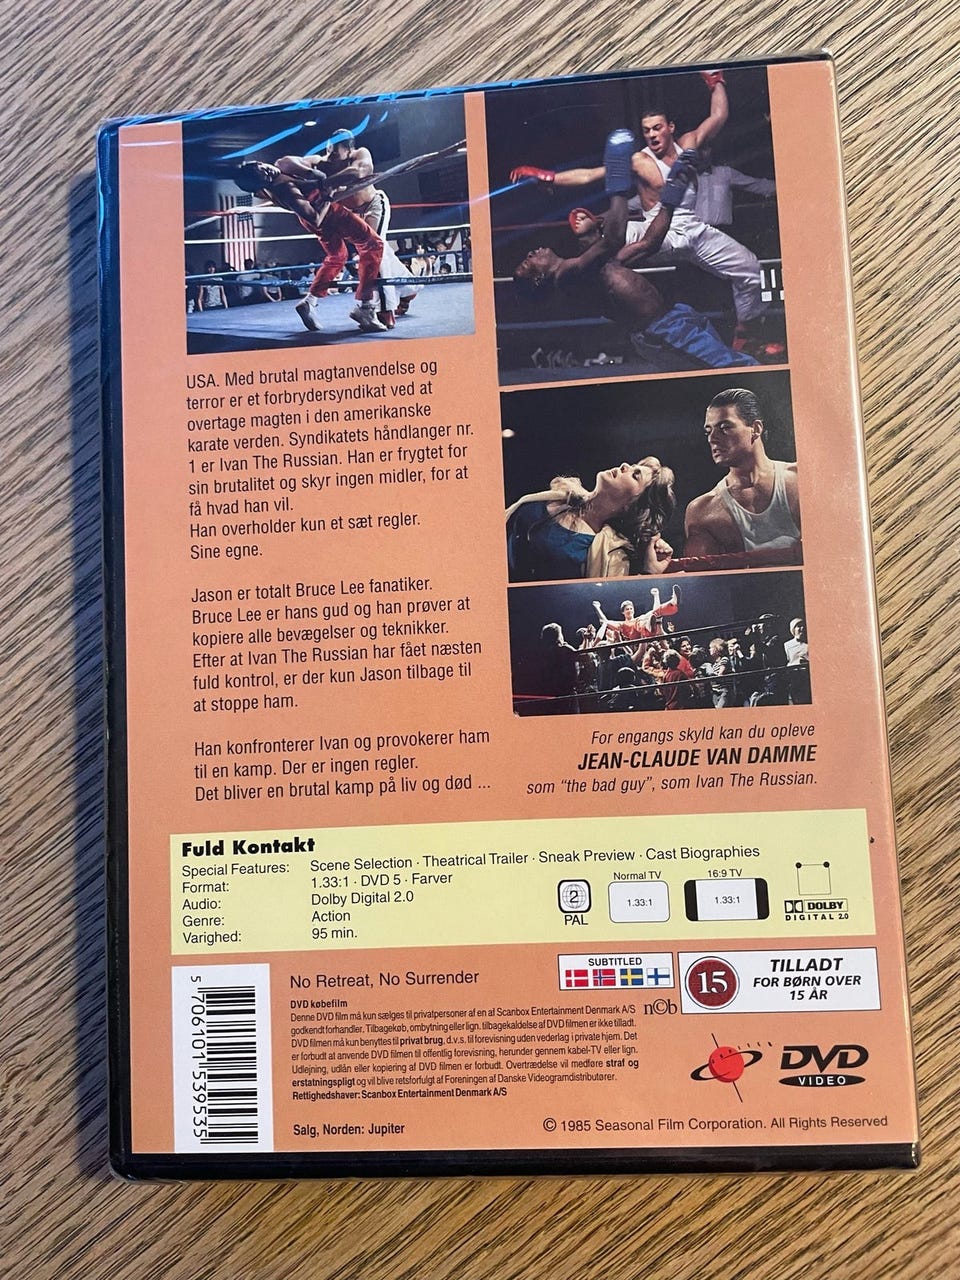 USA. Med brutal magtanvendelse og
terror er et forbrydersyndikat ved at
overtage magten i den amerikanske
karate verden. Syndikatets håndlanger nr.
1 er Ivan The Russian. Han er frygtet for
sin brutalitet og skyr ingen midler, for at
få hvad han vil.
Han overholder kun et sæt regler.
Sine egne.
Jason er totalt Bruce Lee fanatiker.
Bruce Lee er hans gud og han prøver at
kopiere alle bevægelser og teknikker.
Efter at Ivan The Russian har fået næsten
fuld kontrol, er der kun Jason tilbage til
at stoppe ham.
Han konfronterer Ivan og provokerer ham
til en kamp. Der er ingen regler.
Det bliver en brutal kamp på liv og død ...
For engangs skyld kan du opleve
JEAN-CLAUDE VAN DAMME
som "the bad guy", som Ivan The Russian.
Fuld Kontakt
Special Features: Scene Selection · Theatrical Trailer · Sneak Preview · Cast Biographies
Format: 1.33:1 · DVD 5 · Farver
Audio: Dolby Digital 2.0
Genre: Action
Varighed: 95 min.
2
PAL
Normal TV
1.33:1
16:9 TV
1.33:1
DOLBY
DIGITAL 2.0
5 706101 539535
No Retreat, No Surrender
DVD købefilm
Denne DVD film må kun sælges til privatpersoner af en af Scanbox Entertainment Denmark A/S
godkendt forhandler. Tilbagekøb, ombytning eller lign. tilbagekaldelse af DVD filmen er ikke tilladt.
DVD filmen må kun benyttes til privat brug, d.v.s. til forevisning uden vederlag i private hjem. Det
er forbudt at anvende DVD filmen til offentlig forevisning, herunder gennem kabel-TV eller lign.
Udlejning, udlån eller kopiering af DVD filmen er forbudt. Overtrædelse vil medføre straf og
erstatningspligt og vil blive retsforfulgt af Foreningen af Danske Videogramdistributører.
Rettighedshaver: Scanbox Entertainment Denmark A/S
Salg, Norden: Jupiter
SUBTITLED
n©b
15
TILLADT
FOR BØRN OVER
15 ÅR
DVD
VIDEO
© 1985 Seasonal Film Corporation. All Rights Reserved